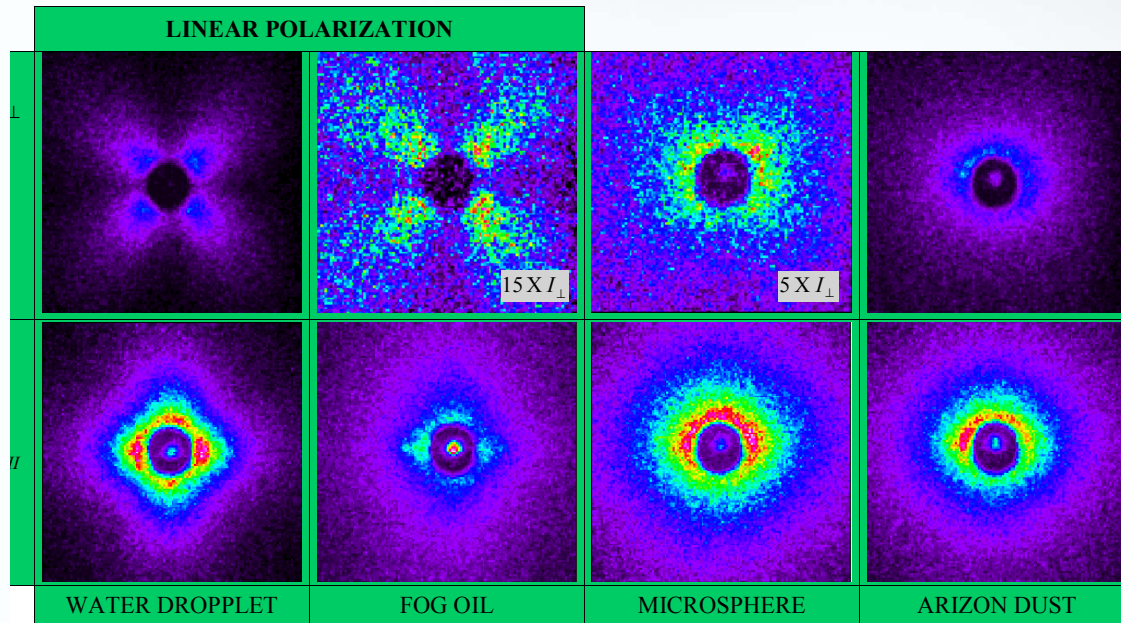 LINEAR POLARIZATION
⊥
15 X I⊥
5 X I⊥
II
WATER DROPPLET
FOG OIL
MICROSPHERE
ARIZON DUST